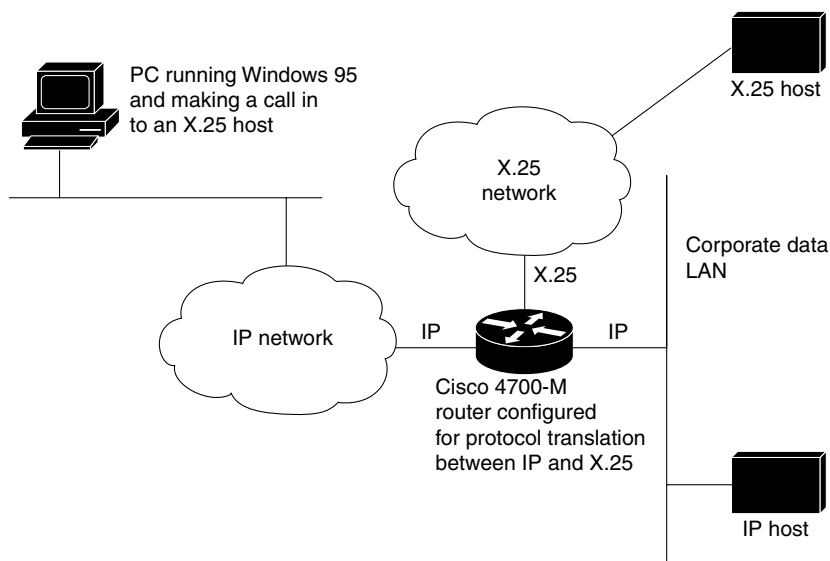 PC running Windows 95
and making a call in
to an X.25 host
X.25 host
X.25
network
Corporate data
LAN
X.25
IP network
IP
IP
Cisco 4700-M
router configured
for protocol translation
between IP and X.25
IP host